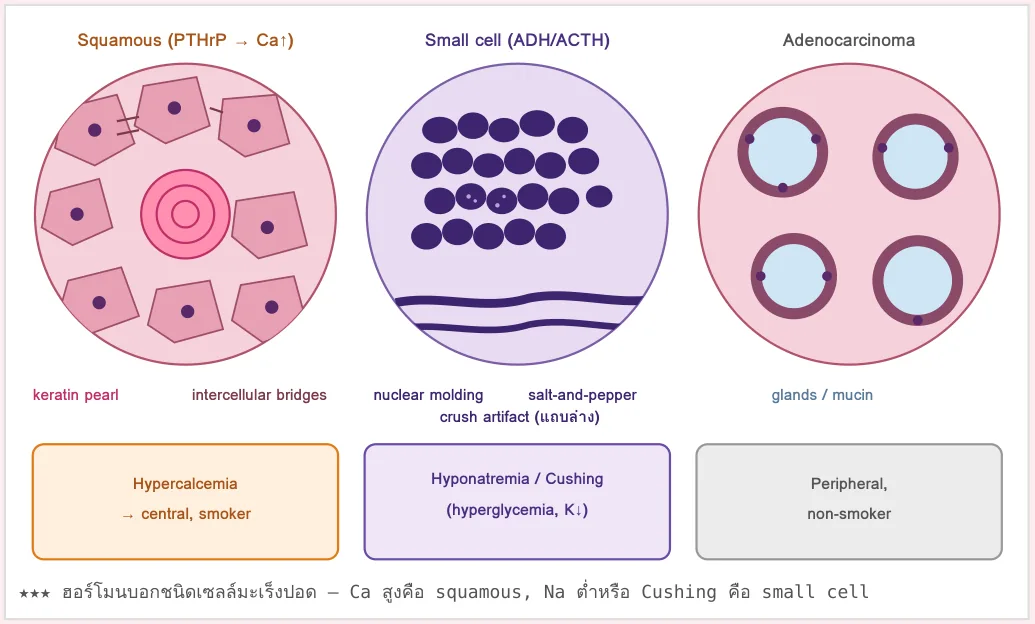 Squamous (PTHrP → Ca↑)
Small cell (ADH/ACTH)
Adenocarcinoma
keratin pearl
intercellular bridges
nuclear molding
salt-and-pepper
crush artifact (แถบล่าง)
glands / mucin
Hypercalcemia
→ central, smoker
Hyponatremia / Cushing
(hyperglycemia, K↓)
Peripheral,
non-smoker
★★★ ฮอร์โมนบอกชนิดเซลล์มะเร็งปอด — Ca สูงคือ squamous, Na ต่ำหรือ Cushing คือ small cell